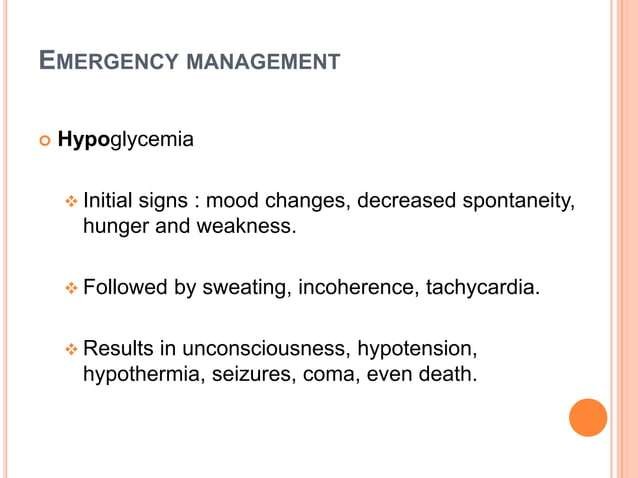 EMERGENCY MANAGEMENT
Hypoglycemia
Initial signs : mood changes, decreased spontaneity,
hunger and weakness.
Followed by sweating, incoherence, tachycardia.
Results in unconsciousness, hypotension,
hypothermia, seizures, coma, even death.